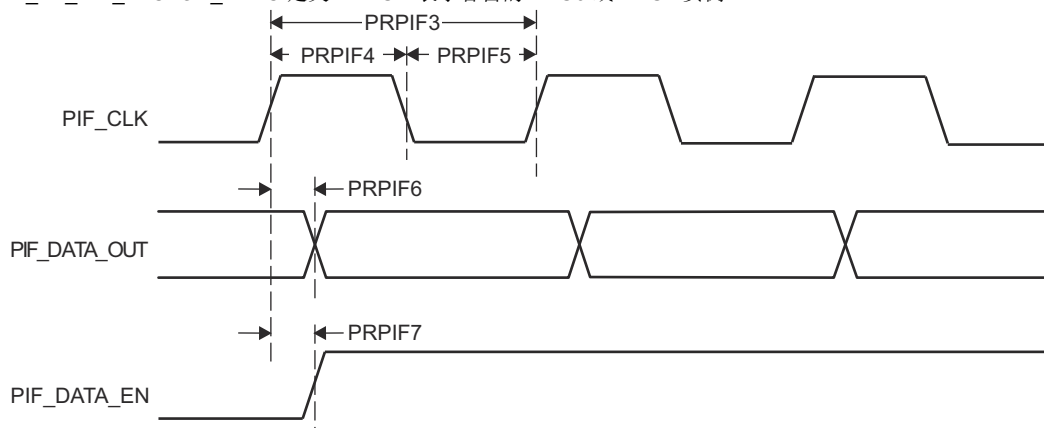 PRPIF3
PRPIF4 PRPIF5
PIF_CLK
PRPIF6
PIF_DATA_OUT
PRPIF7
PIF_DATA_EN